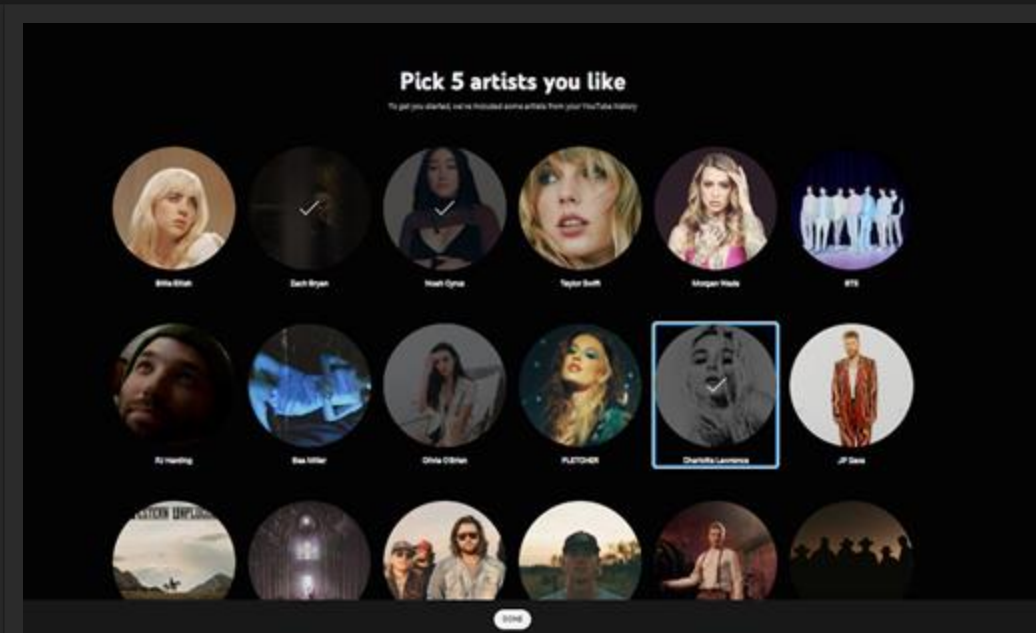 Pick 5 artists you like
To get you started, we've included some artists from your YouTube history
Billie Eilish
Zach Bryan
Noah Cyrus
Taylor Swift
Morgan Wade
BTS
PJ Harding
Bea Miller
Olivia O'Brien
FLETCHER
Charlotte Lawrence
JP Saxe
DONE